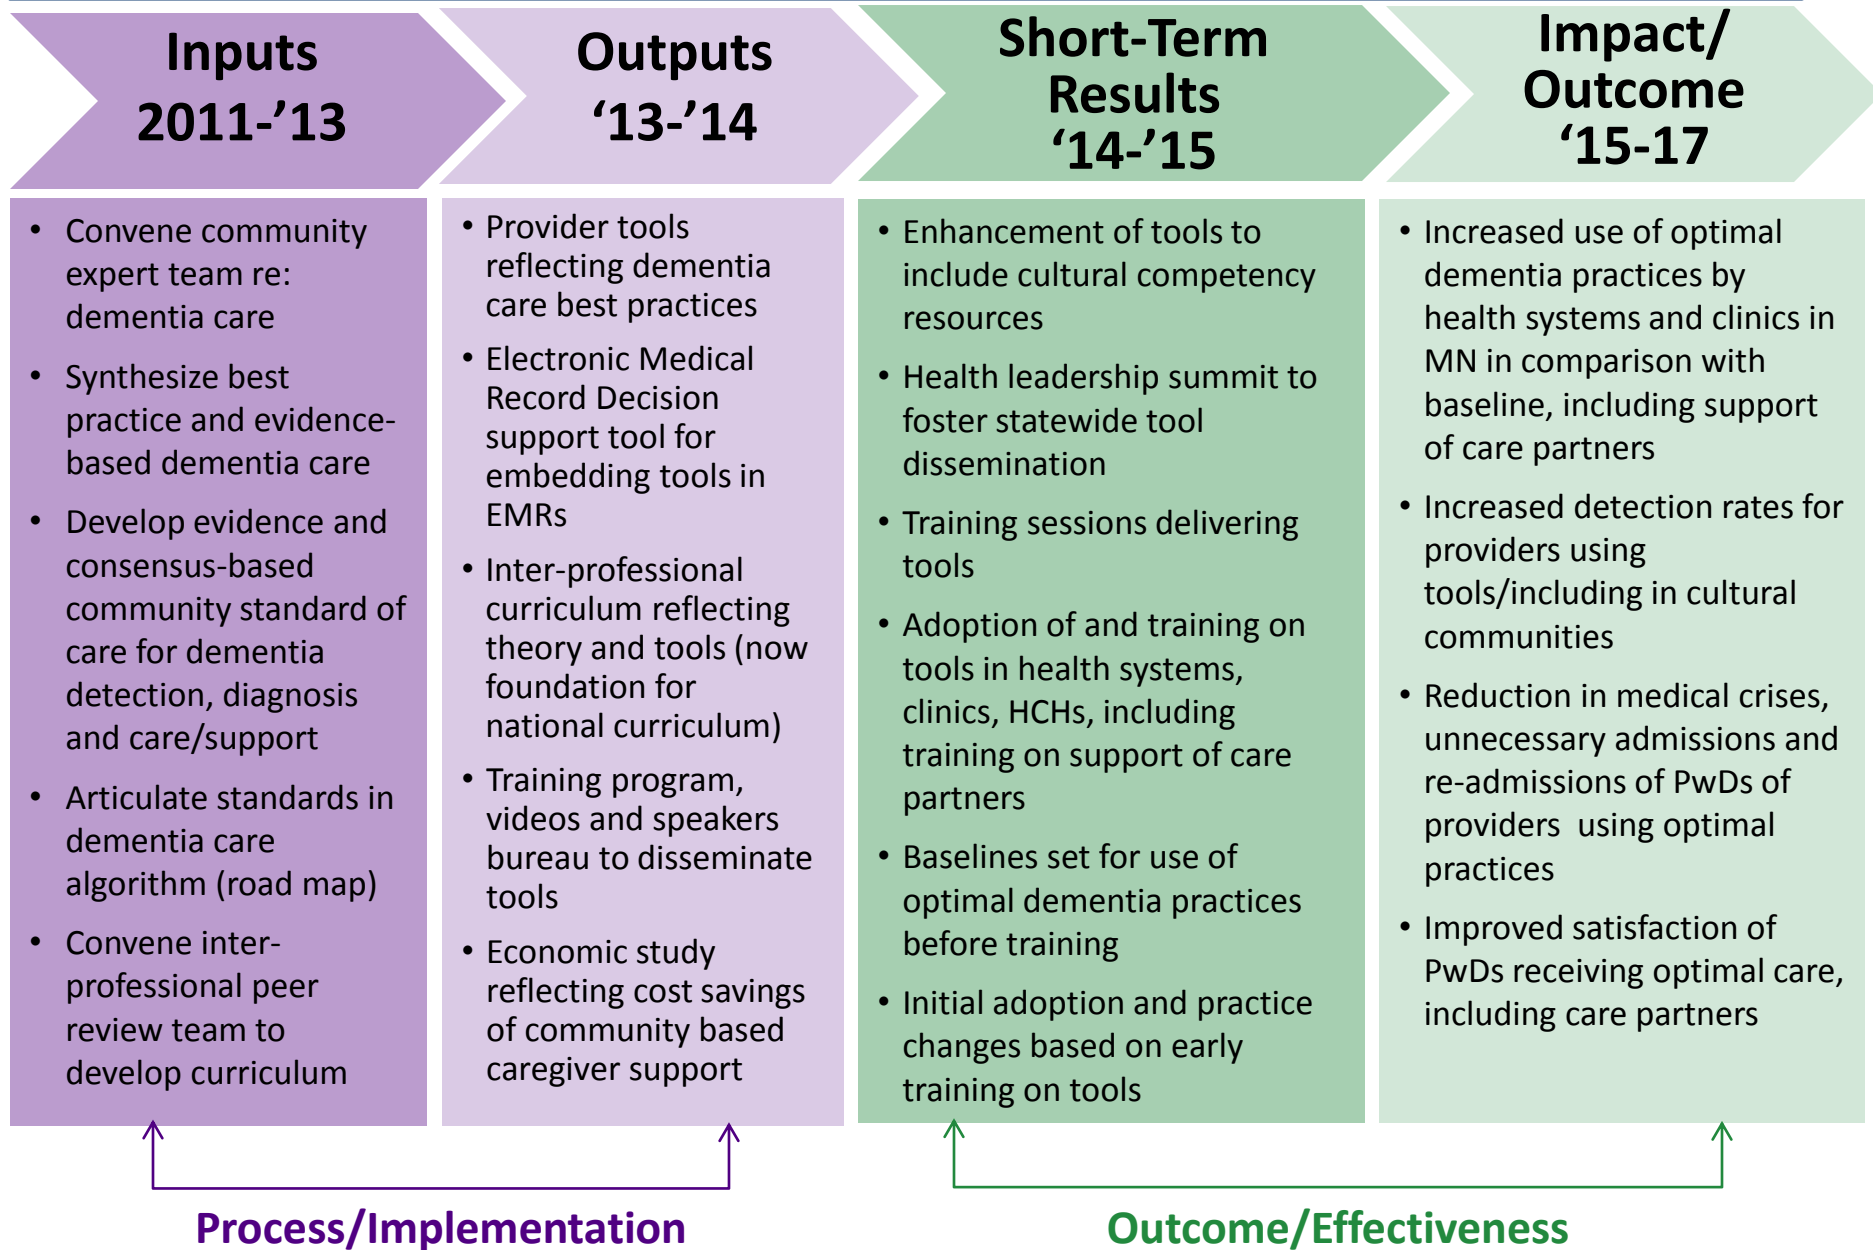 Inputs
2011-’13
Outputs
‘13-’14
Short-Term
Results
‘14-’15
Impact/
Outcome
‘15-17
• Convene community
expert team re:
dementia care
• Synthesize best
practice and evidence-
based dementia care
• Develop evidence and
consensus-based
community standard of
care for dementia
detection, diagnosis
and care/support
• Articulate standards in
dementia care
algorithm (road map)
• Convene inter-
professional peer
review team to
develop curriculum
• Provider tools
reflecting dementia
care best practices
• Electronic Medical
Record Decision
support tool for
embedding tools in
EMRs
• Inter-professional
curriculum reflecting
theory and tools (now
foundation for
national curriculum)
• Training program,
videos and speakers
bureau to disseminate
tools
• Economic study
reflecting cost savings
of community based
caregiver support
• Enhancement of tools to
include cultural competency
resources
• Health leadership summit to
foster statewide tool
dissemination
• Training sessions delivering
tools
• Adoption of and training on
tools in health systems,
clinics, HCHs, including
training on support of care
partners
• Baselines set for use of
optimal dementia practices
before training
• Initial adoption and practice
changes based on early
training on tools
• Increased use of optimal
dementia practices by
health systems and clinics in
MN in comparison with
baseline, including support
of care partners
• Increased detection rates for
providers using
tools/including in cultural
communities
• Reduction in medical crises,
unnecessary admissions and
re-admissions of PwDs of
providers using optimal
practices
• Improved satisfaction of
PwDs receiving optimal care,
including care partners
Process/Implementation
Outcome/Effectiveness